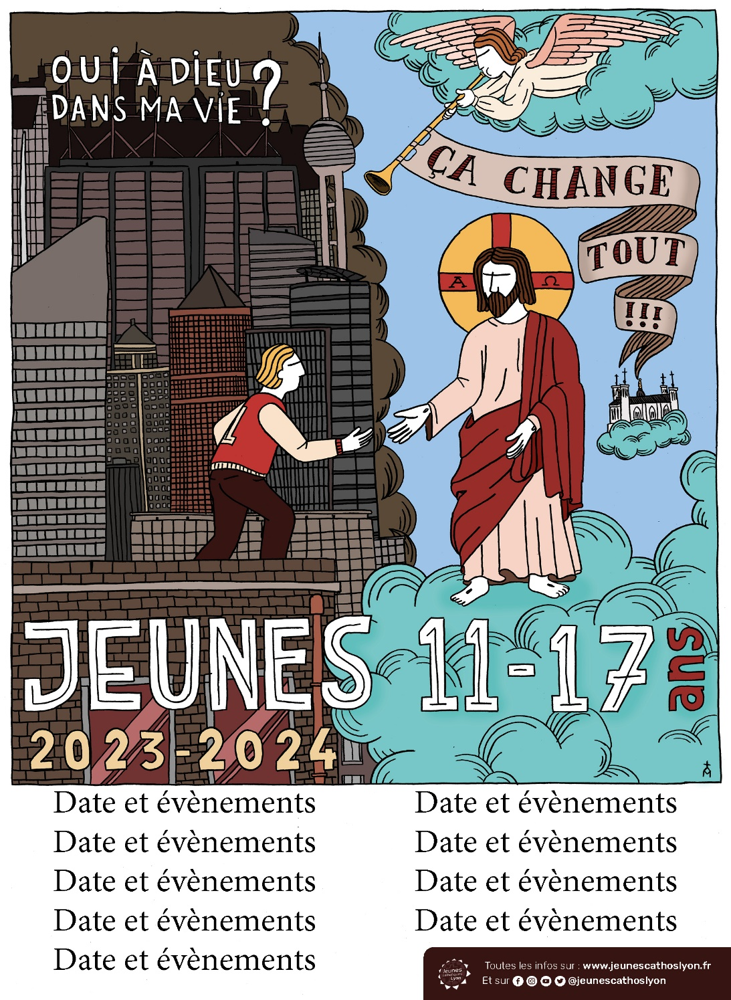 OUI À DIEU ?
DANS MA VIE
ÇA CHANGE
TOUT
!!!
A Ω
1
JEUNES 11-17 ans
2023-2024
Date et évènements
Date et évènements
Date et évènements
Date et évènements
Date et évènements
Date et évènements
Date et évènements
Date et évènements
Date et évènements
Jeunes
catholiques
Lyon
Toutes les infos sur : www.jeunescathoslyon.fr
Et sur @jeunescathoslyon